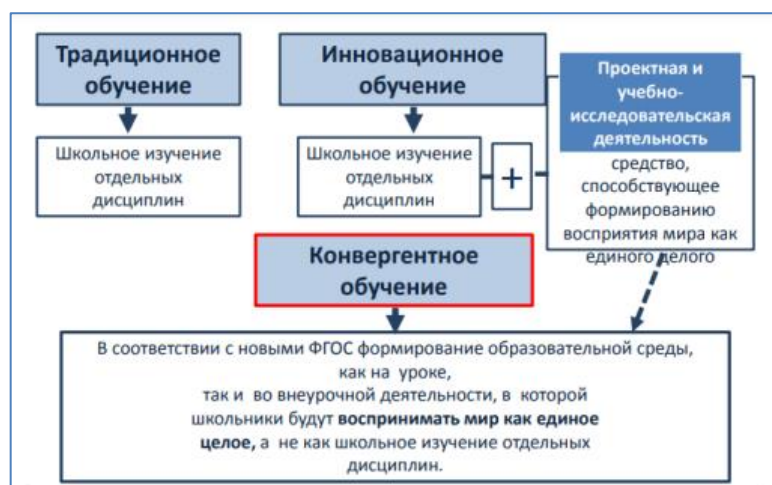 Традиционное
обучение
Школьное изучение
отдельных
дисциплин
Инновационное
обучение
Школьное изучение
отдельных
дисциплин
+
Проектная и
учебно-
исследовательская
деятельность
средство,
способствующее
формированию
восприятия мира как
единого делого
Конвергентное
обучение
В соответствии с новыми ФГОС формирование образовательной среды,
как на уроке,
так и во внеурочной деятельности, в которой
школьники будут воспринимать мир как единое
целое, а не как школьное изучение отдельных
дисциплин.